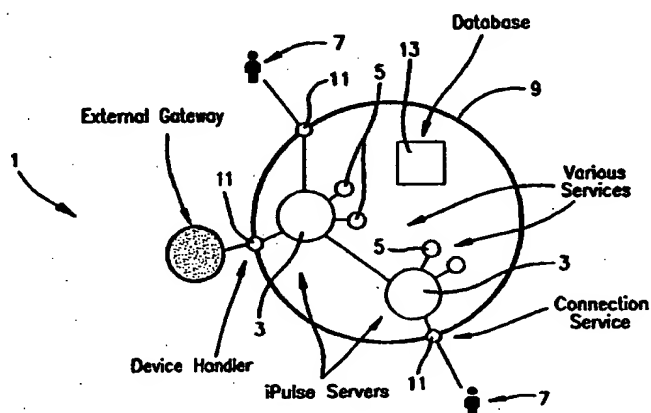 Database
7
13
5
11
9
External Gateway
1
11
Various
Services
5
3
3
Connection
Service
Device Handler
iPulse Servers
11
7